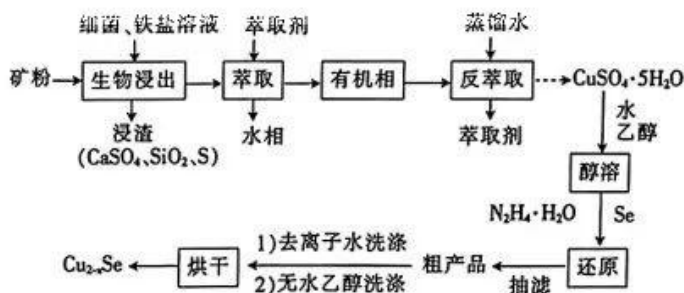 细菌、铁盐溶液
萃取剂
蒸馏水
矿粉
生物浸出
萃取
有机相
反萃取
CuSO₄·5H₂O
浸渣
(CaSO₄、SiO₂、S)
水相
萃取剂
水
乙醇
醇溶
N₂H₄·H₂O
Se
Cu₂₋ₓSe
烘干
1)去离子水洗涤
2)无水乙醇洗涤
粗产品
抽滤
还原